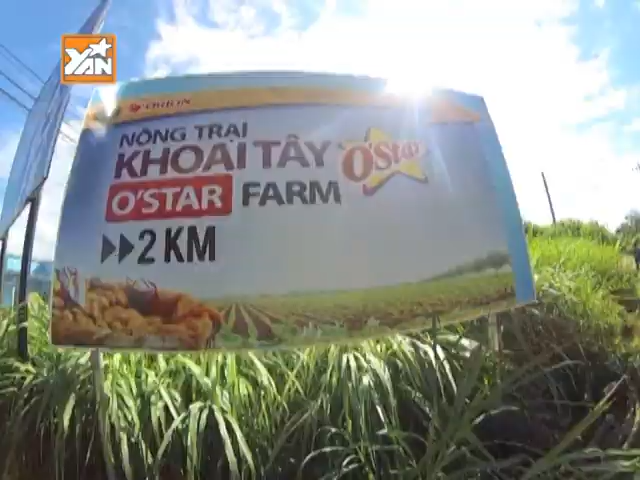 YAN
ORION
NÔNG TRẠI
KHOAI TÂY
O'Star
O'STAR FARM
2 KM